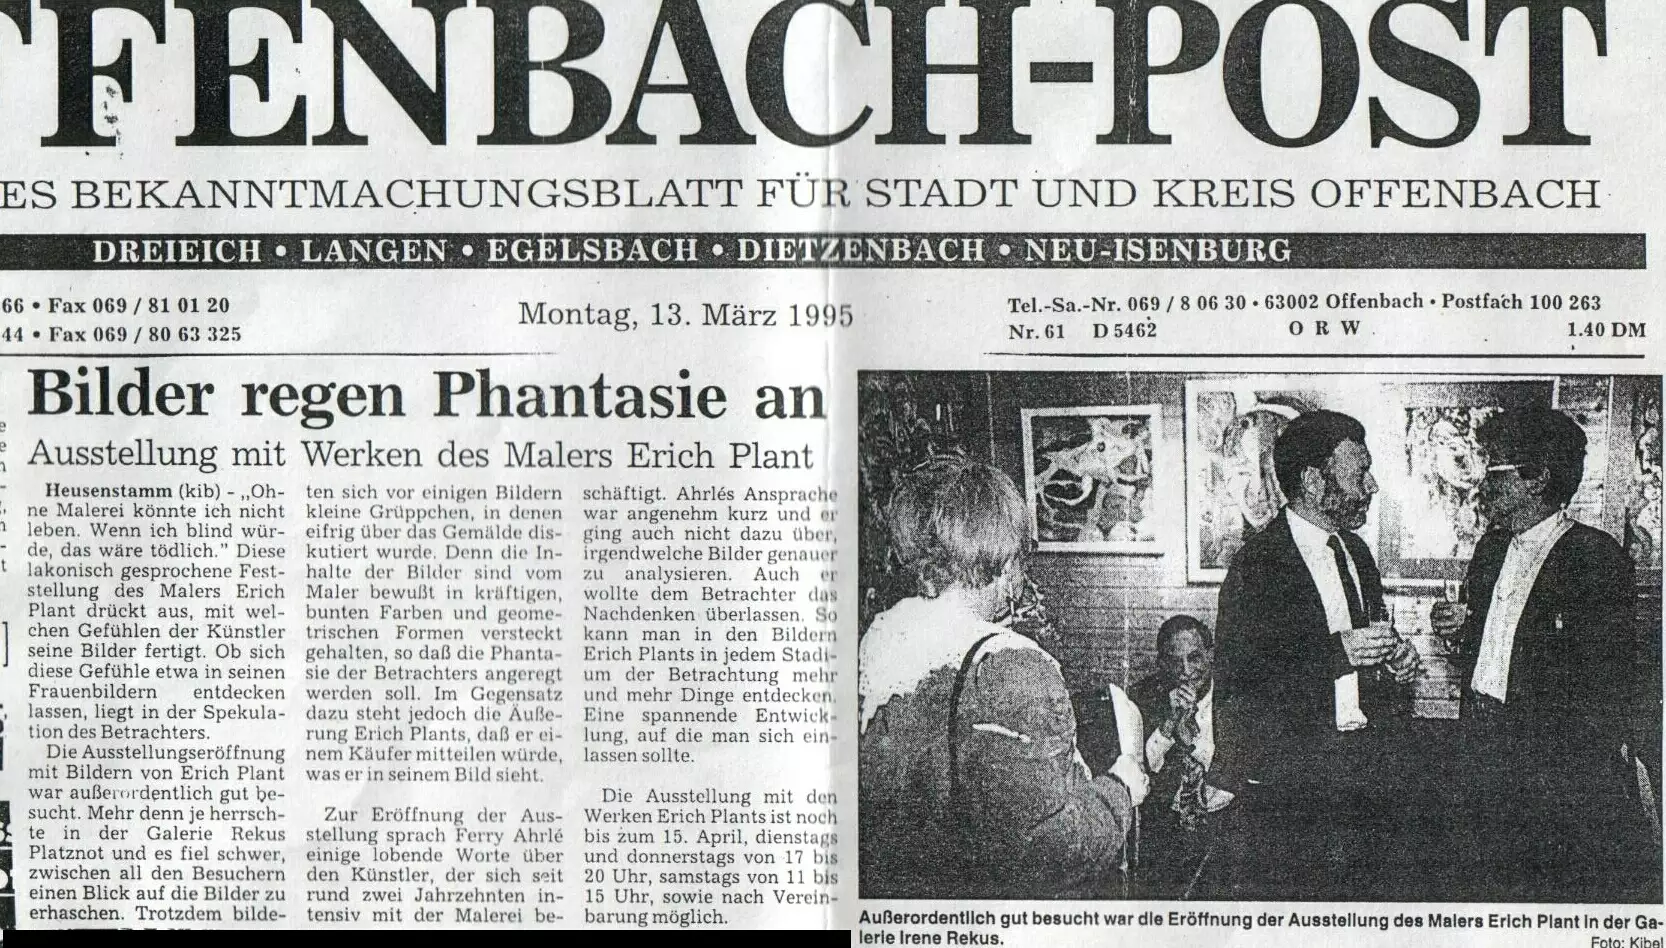 FFENBACH-POST
ES BEKANNTMACHUNGSBLATT FÜR STADT UND KREIS OFFENBACH
DREIEICH • LANGEN • EGELSBACH • DIETZENBACH • NEU-ISENBURG
66 • Fax 069 / 81 01 20
44 • Fax 069 / 80 63 325
Montag, 13. März 1995
Tel.-Sa.-Nr. 069 / 8 06 30 • 63002 Offenbach • Postfach 100 263
Nr. 61 D 5462 O R W 1.40 DM
Bilder regen Phantasie an
Ausstellung mit Werken des Malers Erich Plant
Heusenstamm (kib) - „Oh-
ne Malerei könnte ich nicht
leben. Wenn ich blind wür-
de, das wäre tödlich.” Diese
lakonisch gesprochene Fest-
stellung des Malers Erich
Plant drückt aus, mit wel-
chen Gefühlen der Künstler
seine Bilder fertigt. Ob sich
diese Gefühle etwa in seinen
Frauenbildern entdecken
lassen, liegt in der Spekula-
tion des Betrachters.
Die Ausstellungseröffnung
mit Bildern von Erich Plant
war außerordentlich gut be-
sucht. Mehr denn je herrsch-
te in der Galerie Rekus
Platznot und es fiel schwer,
zwischen all den Besuchern
einen Blick auf die Bilder zu
erhaschen. Trotzdem bilde-
ten sich vor einigen Bildern
kleine Grüppchen, in denen
eifrig über das Gemälde dis-
kutiert wurde. Denn die In-
halte der Bilder sind vom
Maler bewußt in kräftigen,
bunten Farben und geome-
trischen Formen versteckt
gehalten, so daß die Phanta-
sie der Betrachters angeregt
werden soll. Im Gegensatz
dazu steht jedoch die Äuße-
rung Erich Plants, daß er ei-
nem Käufer mitteilen würde,
was er in seinem Bild sieht.
Zur Eröffnung der Aus-
stellung sprach Ferry Ahrlé
einige lobende Worte über
den Künstler, der sich seit
rund zwei Jahrzehnten in-
tensiv mit der Malerei be-
schäftigt. Ahrlés Ansprache
war angenehm kurz und er
ging auch nicht dazu über,
irgendwelche Bilder genauer
zu analysieren. Auch er
wollte dem Betrachter das
Nachdenken überlassen. So
kann man in den Bildern
Erich Plants in jedem Stadi-
um der Betrachtung mehr
und mehr Dinge entdecken.
Eine spannende Entwick-
lung, auf die man sich ein-
lassen sollte.
Die Ausstellung mit den
Werken Erich Plants ist noch
bis zum 15. April, dienstags
und donnerstags von 17 bis
20 Uhr, samstags von 11 bis
15 Uhr, sowie nach Verein-
barung möglich.
Außerordentlich gut besucht war die Eröffnung der Ausstellung des Malers Erich Plant in der Ga-
lerie Irene Rekus.
Foto: Kibel